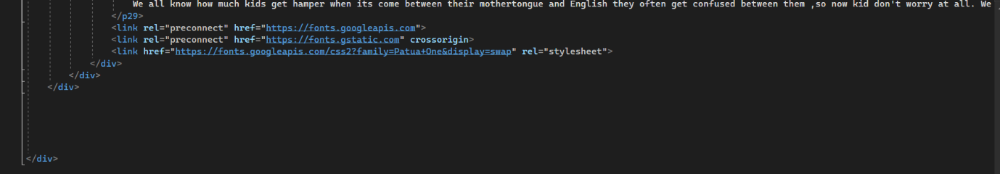 We all know how much kids get hamper when its come between their mothertongue and English they often get confused between them ,so now kid don't worry at all. We
</p29>
<link rel="preconnect" href="https://fonts.googleapis.com">
<link rel="preconnect" href="https://fonts.gstatic.com" crossorigin>
<link href="https://fonts.googleapis.com/css2?family=Patua+One&display=swap" rel="stylesheet">
</div>
</div>
</div>
</div>